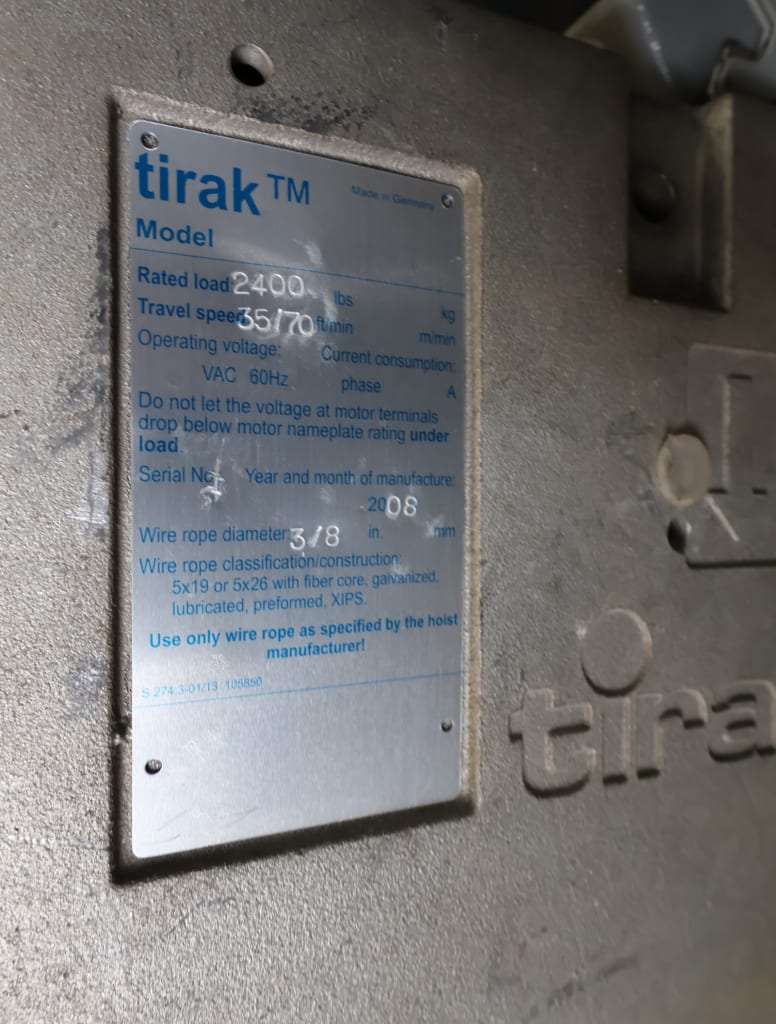 tirak™
Made in Germany
Model
Rated load: 2400 lbs kg
Travel speed 35/70 ft/min m/min
Operating voltage: Current consumption:
VAC 60Hz phase A
Do not let the voltage at motor terminals
drop below motor nameplate rating under
load.
Serial No. Year and month of manufacture:
2008
Wire rope diameter: 3/8 in. mm
Wire rope classification/construction:
5x19 or 5x26 with fiber core, galvanized,
lubricated, preformed, XIPS.
Use only wire rope as specified by the hoist
manufacturer!
S 274.3-01/13 105850
tira